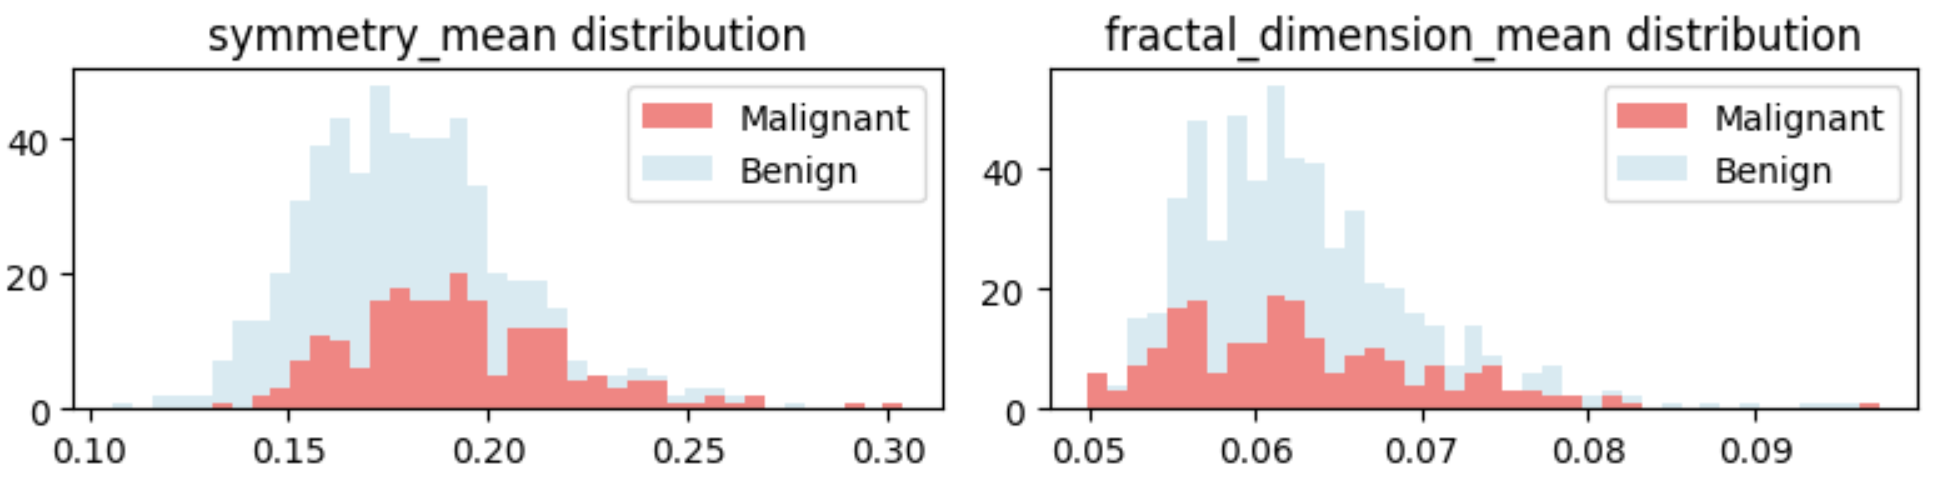 symmetry_mean distribution
Malignant
Benign
40
20
0
0.10 0.15 0.20 0.25 0.30
fractal_dimension_mean distribution
Malignant
Benign
40
20
0
0.05 0.06 0.07 0.08 0.09